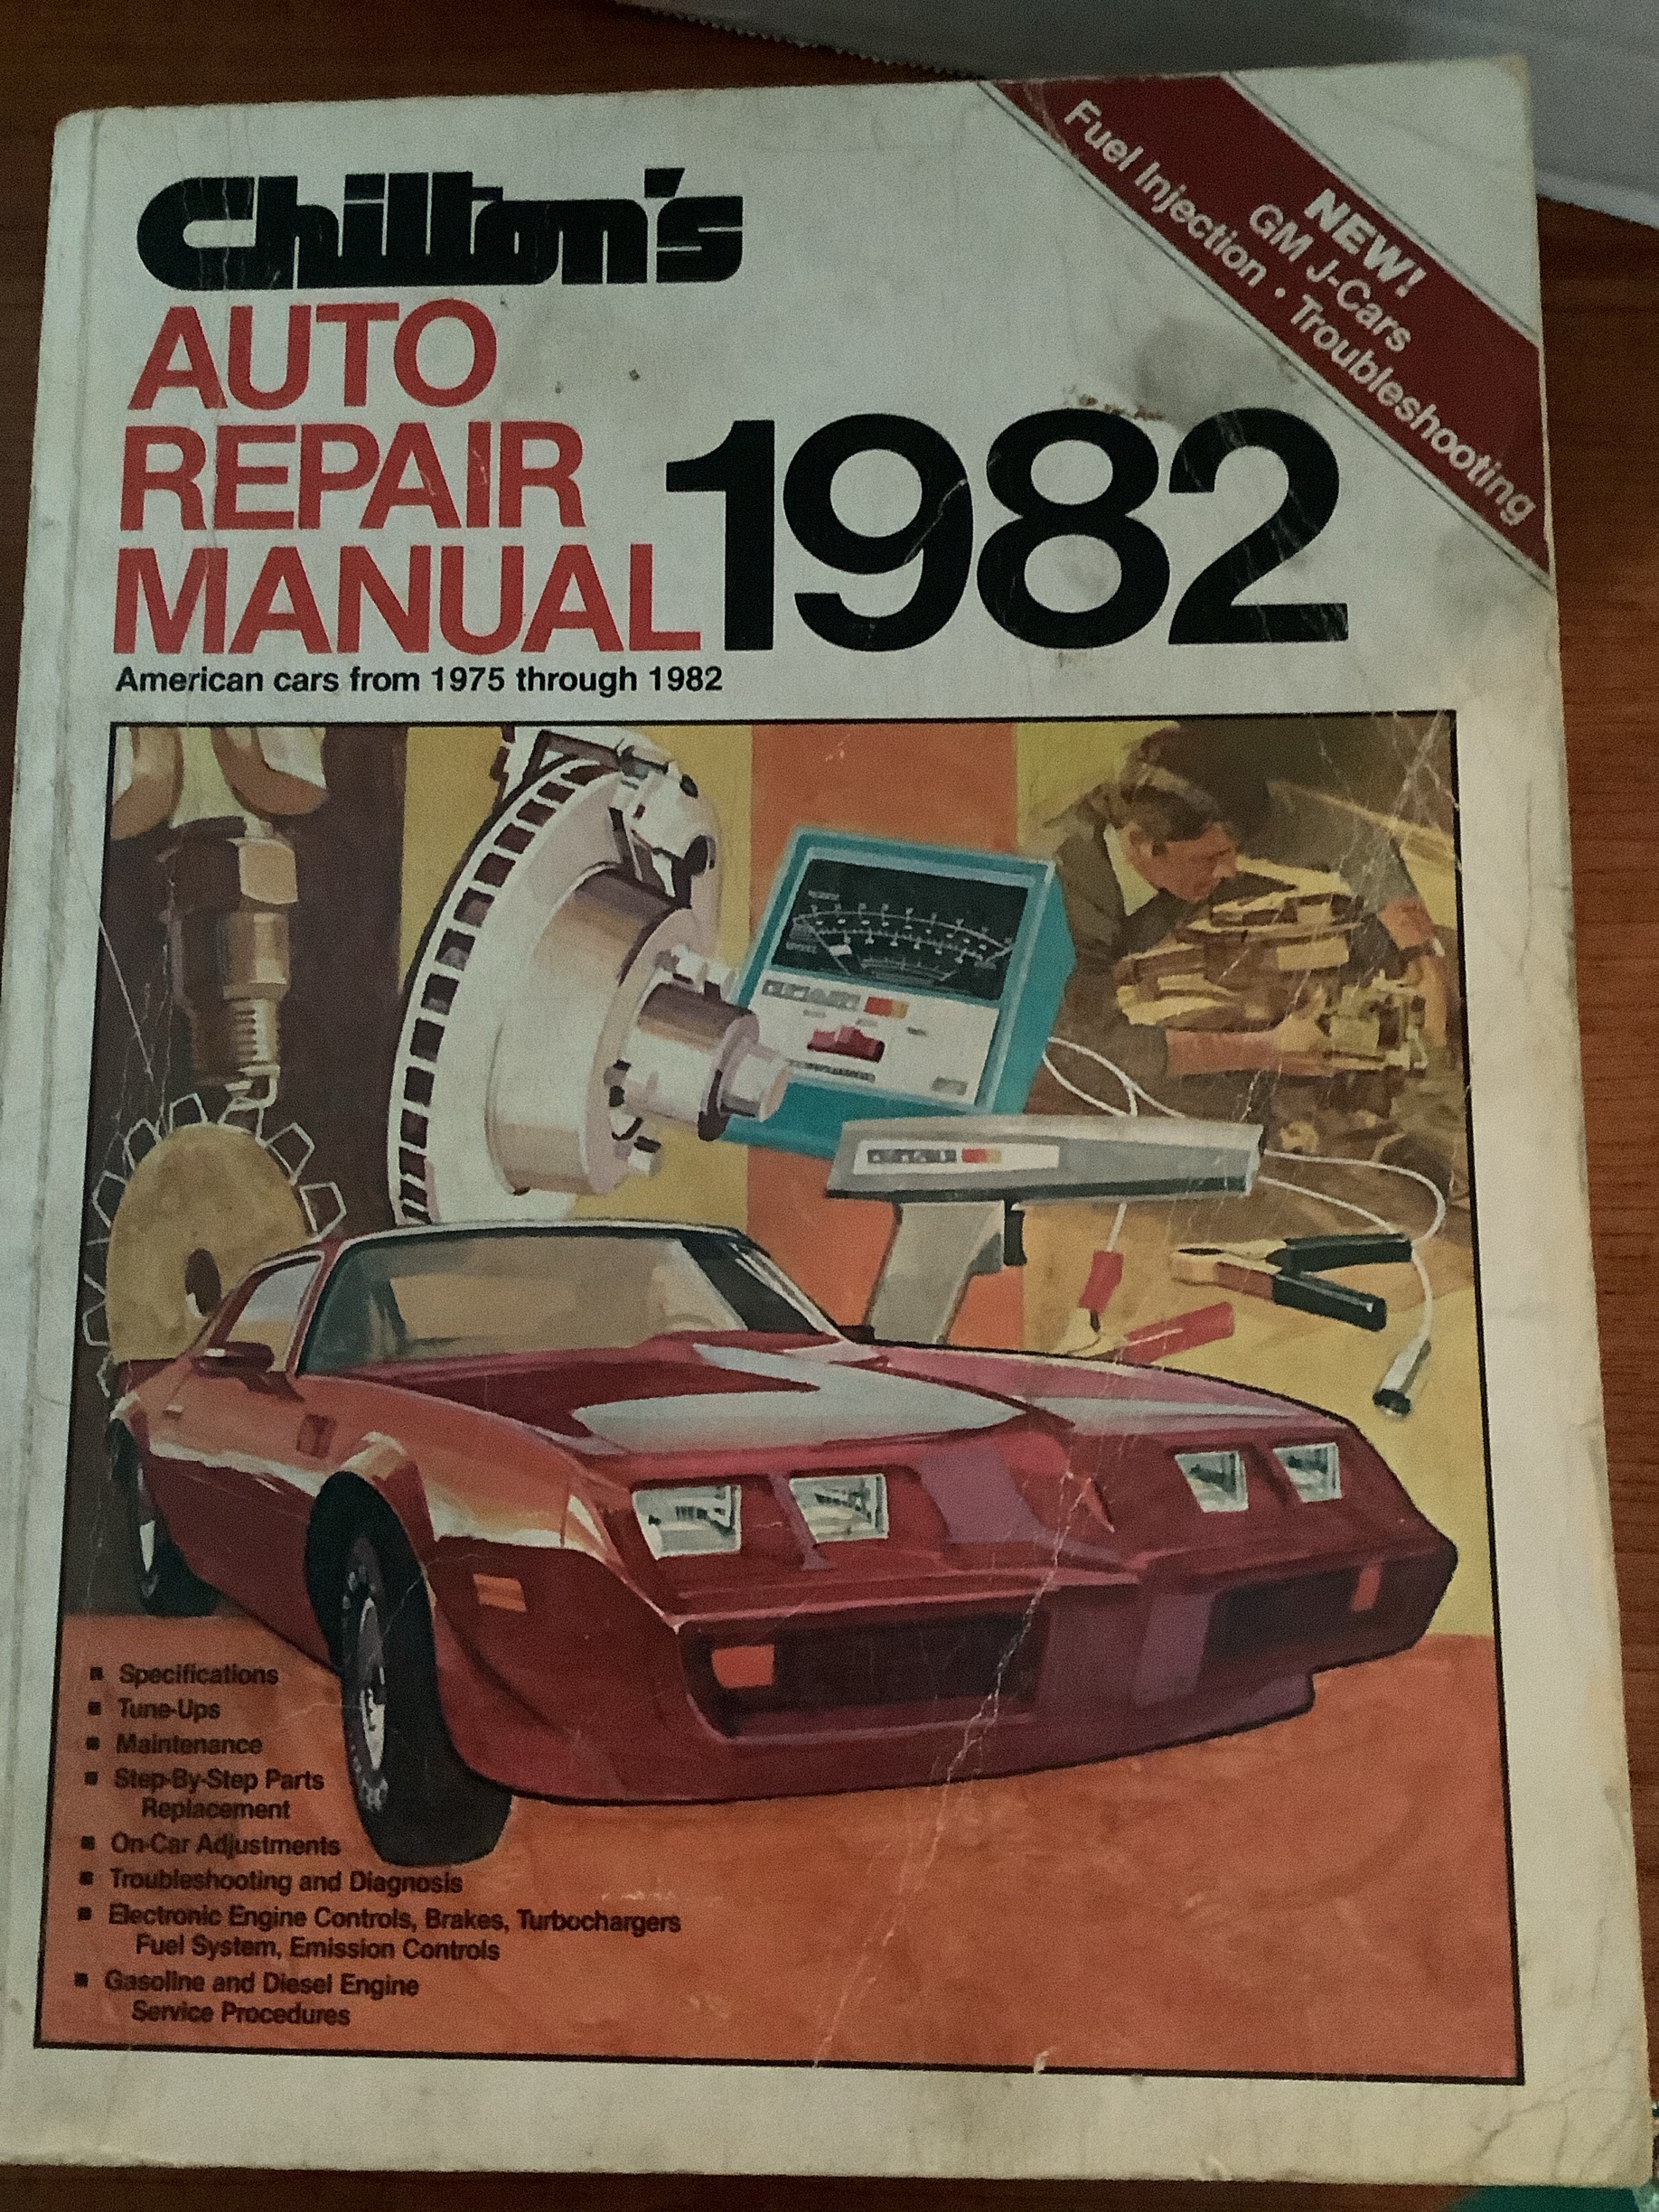 Chilton's
AUTO
REPAIR
MANUAL 1982
American cars from 1975 through 1982
NEW!
GM J-Cars
Fuel Injection • Troubleshooting
▪ Specifications
▪ Tune-Ups
▪ Maintenance
▪ Step-By-Step Parts
Replacement
▪ On-Car Adjustments
▪ Troubleshooting and Diagnosis
▪ Electronic Engine Controls, Brakes, Turbochargers
Fuel System, Emission Controls
▪ Gasoline and Diesel Engine
Service Procedures